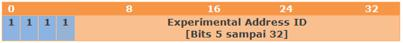 0 8 16 24 32
1 1 1 1 Experimental Address ID
[Bits 5 sampai 32]